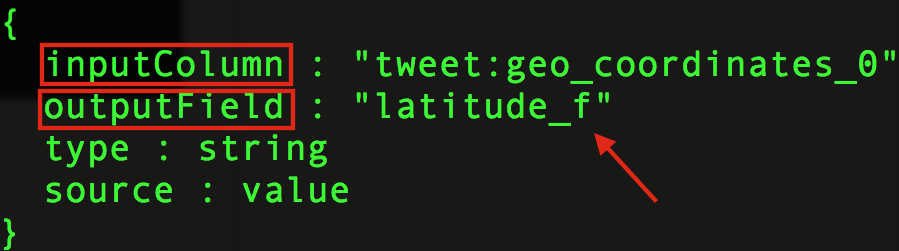 {
inputColumn : "tweet:geo_coordinates_0"
outputField : "latitude_f"
type : string
source : value
}